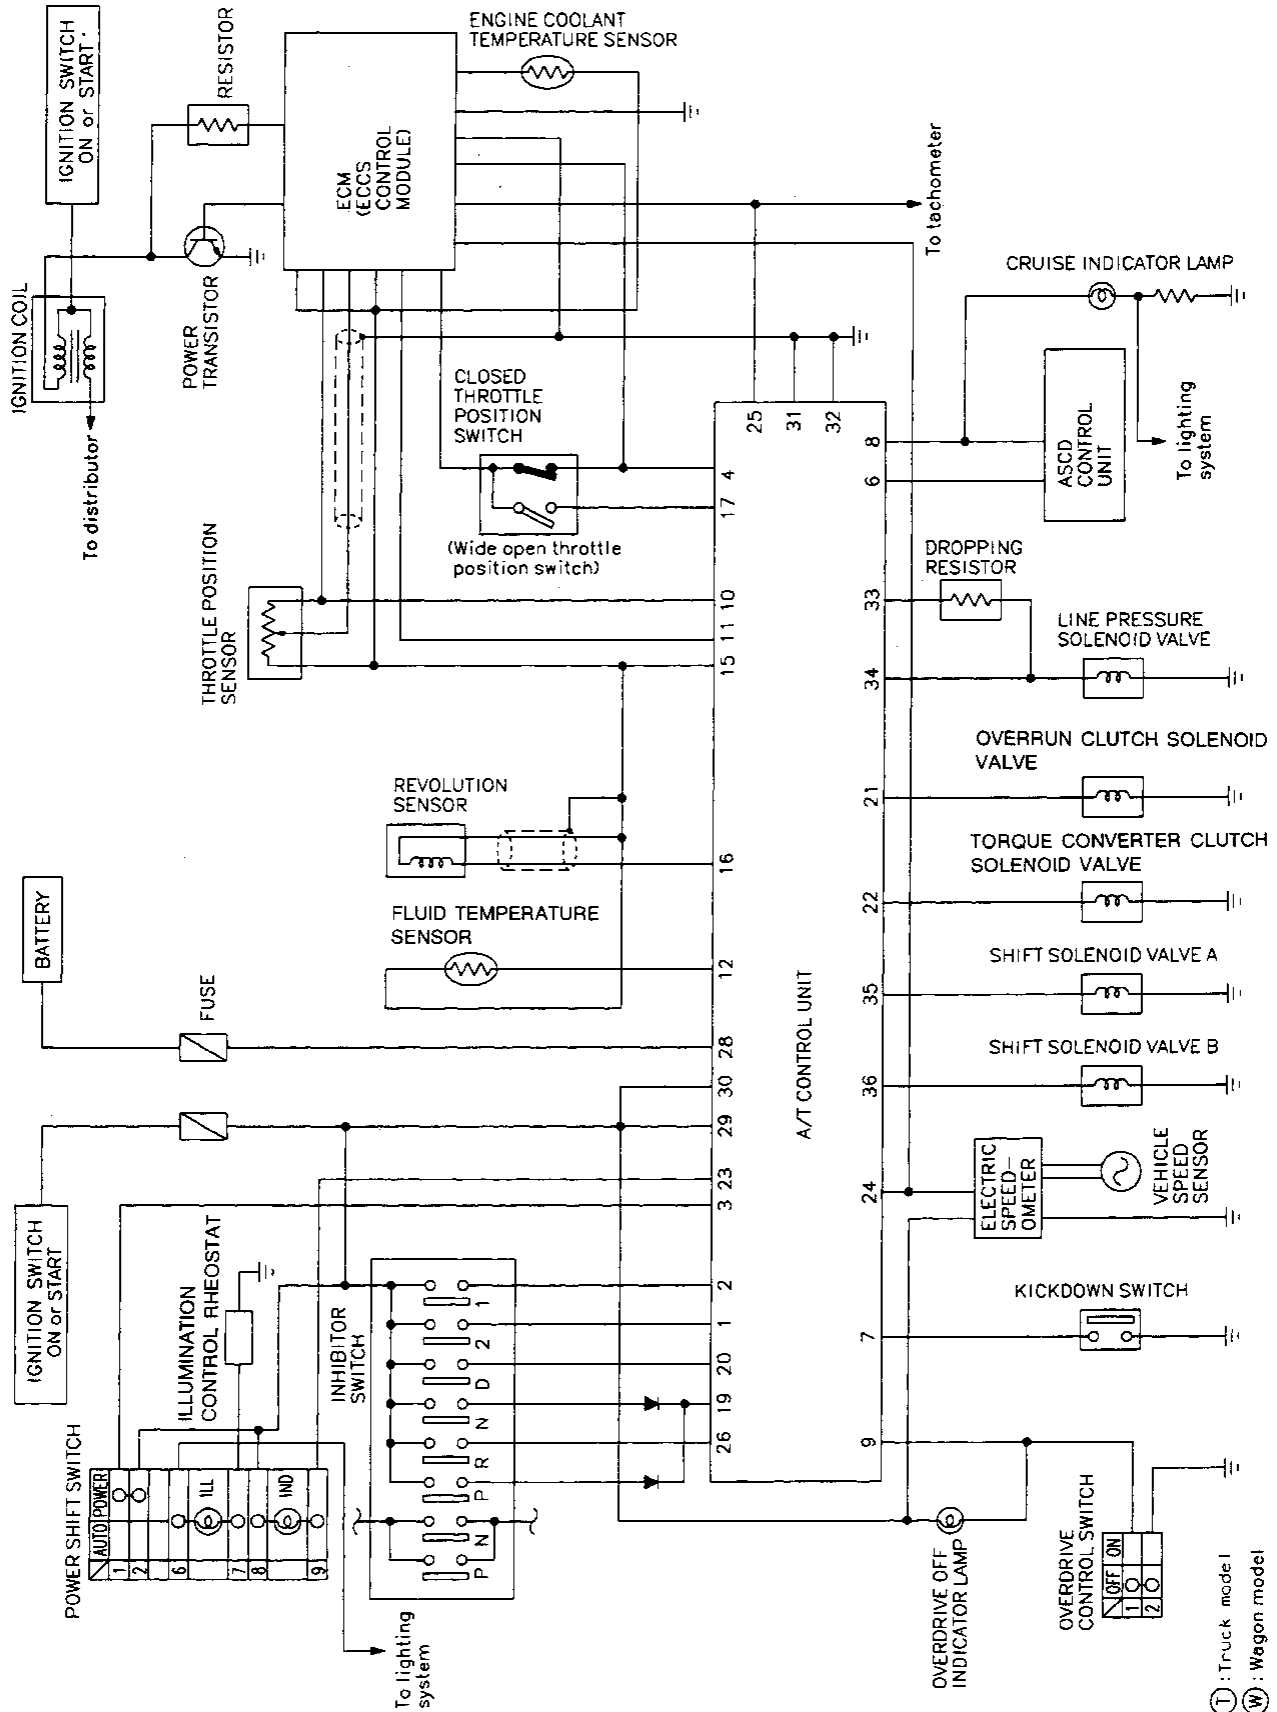 IGNITION SWITCH
ON or START
RESISTOR
ENGINE COOLANT
TEMPERATURE SENSOR
ECM
(ECCS
CONTROL
MODULE)
IGNITION COIL
POWER
TRANSISTOR
To distributor
To tachometer
CRUISE INDICATOR LAMP
CLOSED
THROTTLE
POSITION
SWITCH
(Wide open throttle
position switch)
ASCD
CONTROL
UNIT
To lighting
system
THROTTLE POSITION
SENSOR
DROPPING
RESISTOR
LINE PRESSURE
SOLENOID VALVE
OVERRUN CLUTCH SOLENOID
VALVE
REVOLUTION
SENSOR
TORQUE CONVERTER CLUTCH
SOLENOID VALVE
BATTERY
FUSE
FLUID TEMPERATURE
SENSOR
SHIFT SOLENOID VALVE A
SHIFT SOLENOID VALVE B
A/T CONTROL UNIT
25
31
32
4
17
10
11
15
16
12
28
30
29
23
3
2
1
20
19
26
8
6
33
34
21
22
35
36
24
7
9
ELECTRIC
SPEED-
OMETER
VEHICLE
SPEED
SENSOR
KICKDOWN SWITCH
IGNITION SWITCH
ON or START
ILLUMINATION
CONTROL RHEOSTAT
INHIBITOR
SWITCH
1
2
D
N
R
P
N
P
POWER SHIFT SWITCH
AUTO POWER
1
2
6
7
8
9
ILL
IND
To lighting
system
OVERDRIVE OFF
INDICATOR LAMP
OVERDRIVE
CONTROL SWITCH
OFF ON
1
2
T : Truck model
W : Wagon model